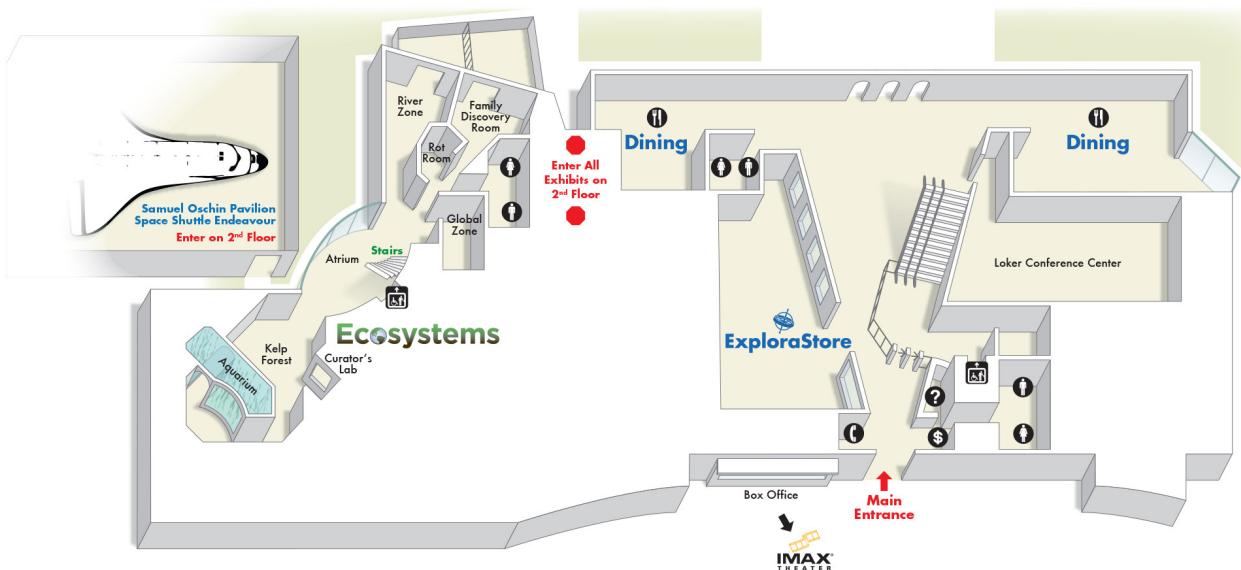 River
Zone
Family
Discovery
Room
Rot
Room
Dining
Dining
Enter All
Exhibits on
2nd Floor
Samuel Oschin Pavilion
Space Shuttle Endeavour
Enter on 2nd Floor
Global
Zone
Stairs
Atrium
Loker Conference Center
Ecosystems
ExploraStore
Kelp
Forest
Aquarium
Curator's
Lab
?
$
Box Office
Main
Entrance
IMAX®
THEATER